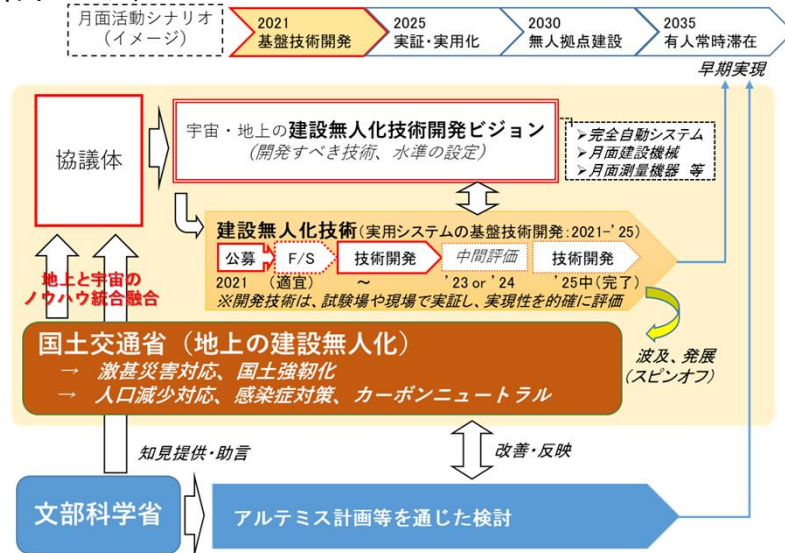 月面活動シナリオ
(イメージ)
2021
基盤技術開発
2025
実証・実用化
2030
無人拠点建設
2035
有人常時滞在
早期実現
協議体
宇宙・地上の建設無人化技術開発ビジョン
(開発すべき技術、水準の設定)
➢完全自動システム
➢月面建設機械
➢月面測量機器 等
建設無人化技術(実用システムの基盤技術開発:2021-’25)
公募
F/S
技術開発
中間評価
技術開発
2021 (適宜) ～ ’23 or ’24 ’25中(完了)
※開発技術は、試験場や現場で実証し、実現性を的確に評価
地上と宇宙の
ノウハウ統合融合
国土交通省(地上の建設無人化)
→ 激甚災害対応、国土強靭化
→ 人口減少対応、感染症対策、カーボンニュートラル
波及、発展
(スピンオフ)
知見提供・助言
改善・反映
文部科学省
アルテミス計画等を通じた検討